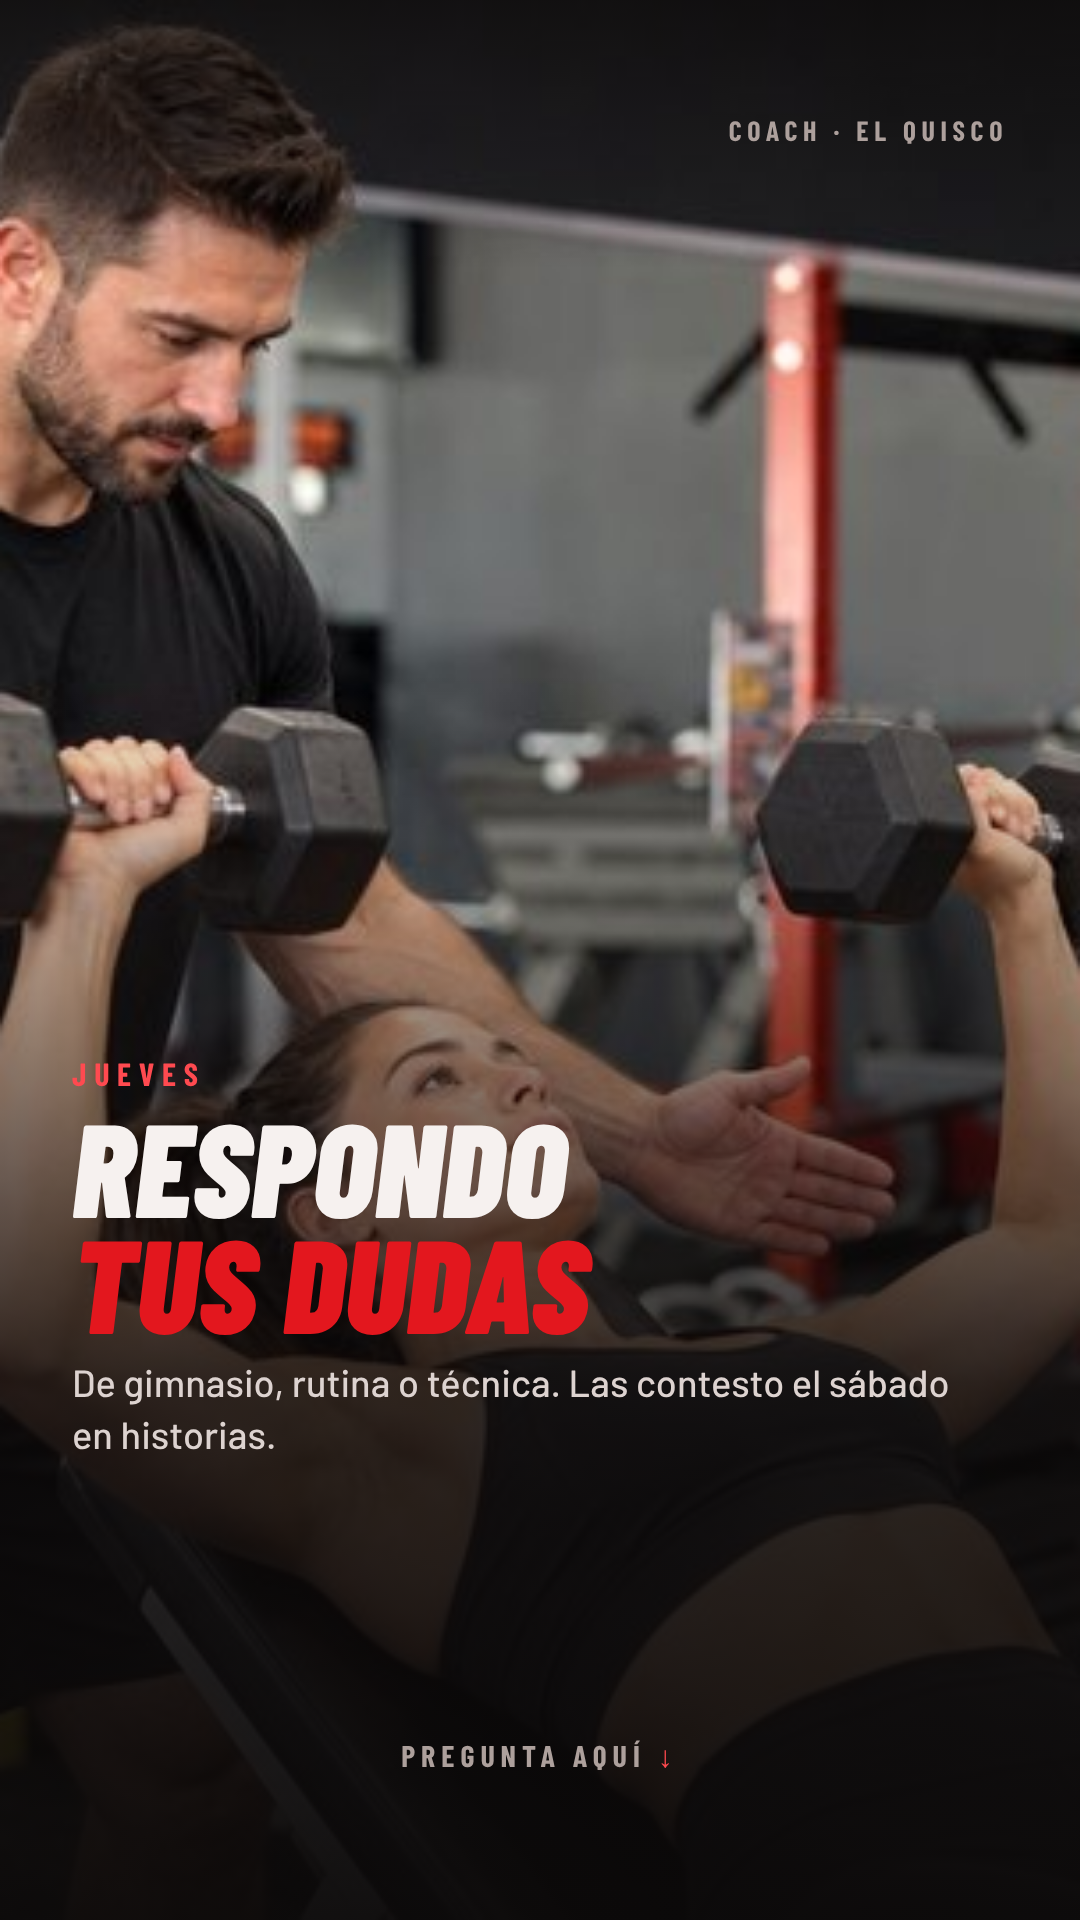 COACH · EL QUISCO
JUEVES
RESPONDO
TUS DUDAS
De gimnasio, rutina o técnica. Las contesto el sábado
en historias.
PREGUNTA AQUÍ ↓